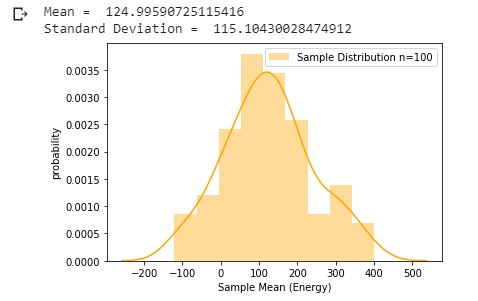 Mean =  124.99590725115416
Standard Deviation =  115.10430028474912
Sample Distribution n=100
0.0035
0.0030
0.0025
0.0020
0.0015
0.0010
0.0005
0.0000
probability
−200 −100 0 100 200 300 400 500
Sample Mean (Energy)